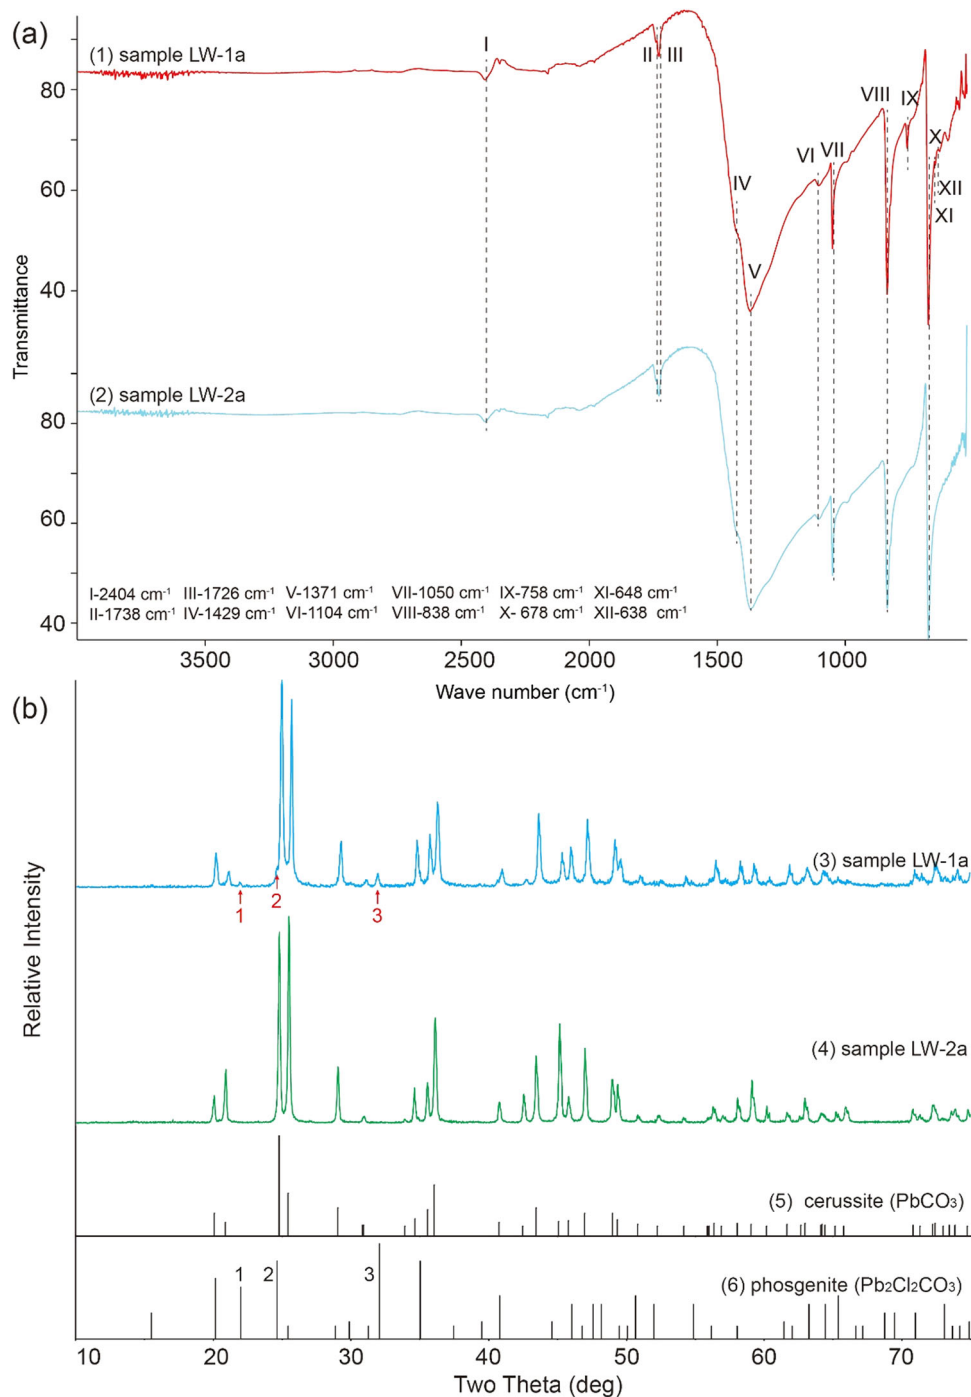 (a)
(1) sample LW-1a
I
II
III
VIII
IX
80
VI
VII
X
XII
XI
60
IV
V
40
Transmittance
(2) sample LW-2a
80
60
I-2404 cm⁻¹ III-1726 cm⁻¹ V-1371 cm⁻¹ VII-1050 cm⁻¹ IX-758 cm⁻¹ XI-648 cm⁻¹
II-1738 cm⁻¹ IV-1429 cm⁻¹ VI-1104 cm⁻¹ VIII-838 cm⁻¹ X- 678 cm⁻¹ XII-638 cm⁻¹
40
3500 3000 2500 2000 1500 1000
Wave number (cm⁻¹)
(b)
(3) sample LW-1a
1
2
3
Relative Intensity
(4) sample LW-2a
(5) cerussite (PbCO₃)
1
2
3
(6) phosgenite (Pb₂Cl₂CO₃)
10 20 30 40 50 60 70
Two Theta (deg)